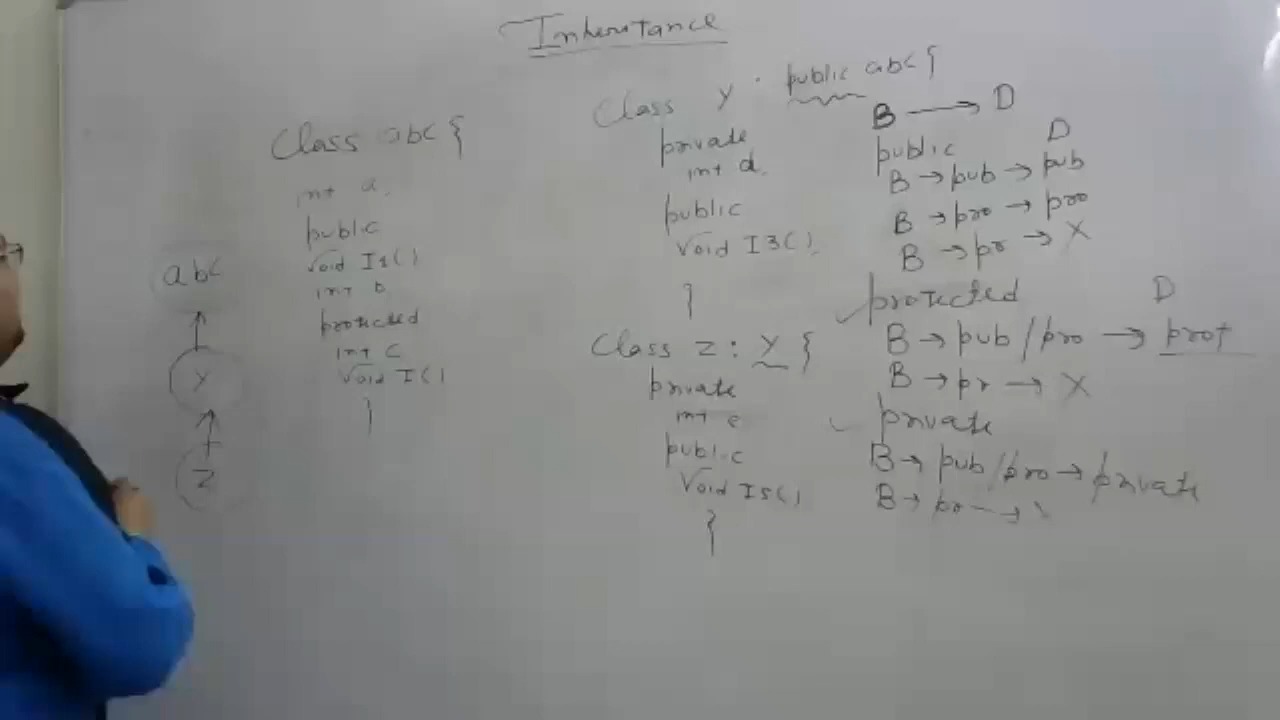 Inheritance
abc
Y
Z
Class abc {
int a.
public
void I1()
int b
protected
int c
void I()
}
Class Y : public abc {
private
int d.
public
void I3().
}
Class z : Y {
private
int e
public
void I5()
}
B → D
public D
B → pub → pub
B → pro → pro
B → pr → X
protected D
B → pub/pro → prot
B → pr → X
private
B → pub/pro → private
B → pr →